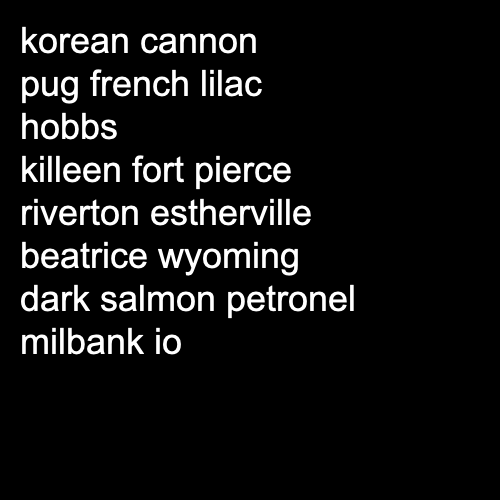 korean cannon
pug french lilac
hobbs
killeen fort pierce
riverton estherville
beatrice wyoming
dark salmon petronel
milbank io